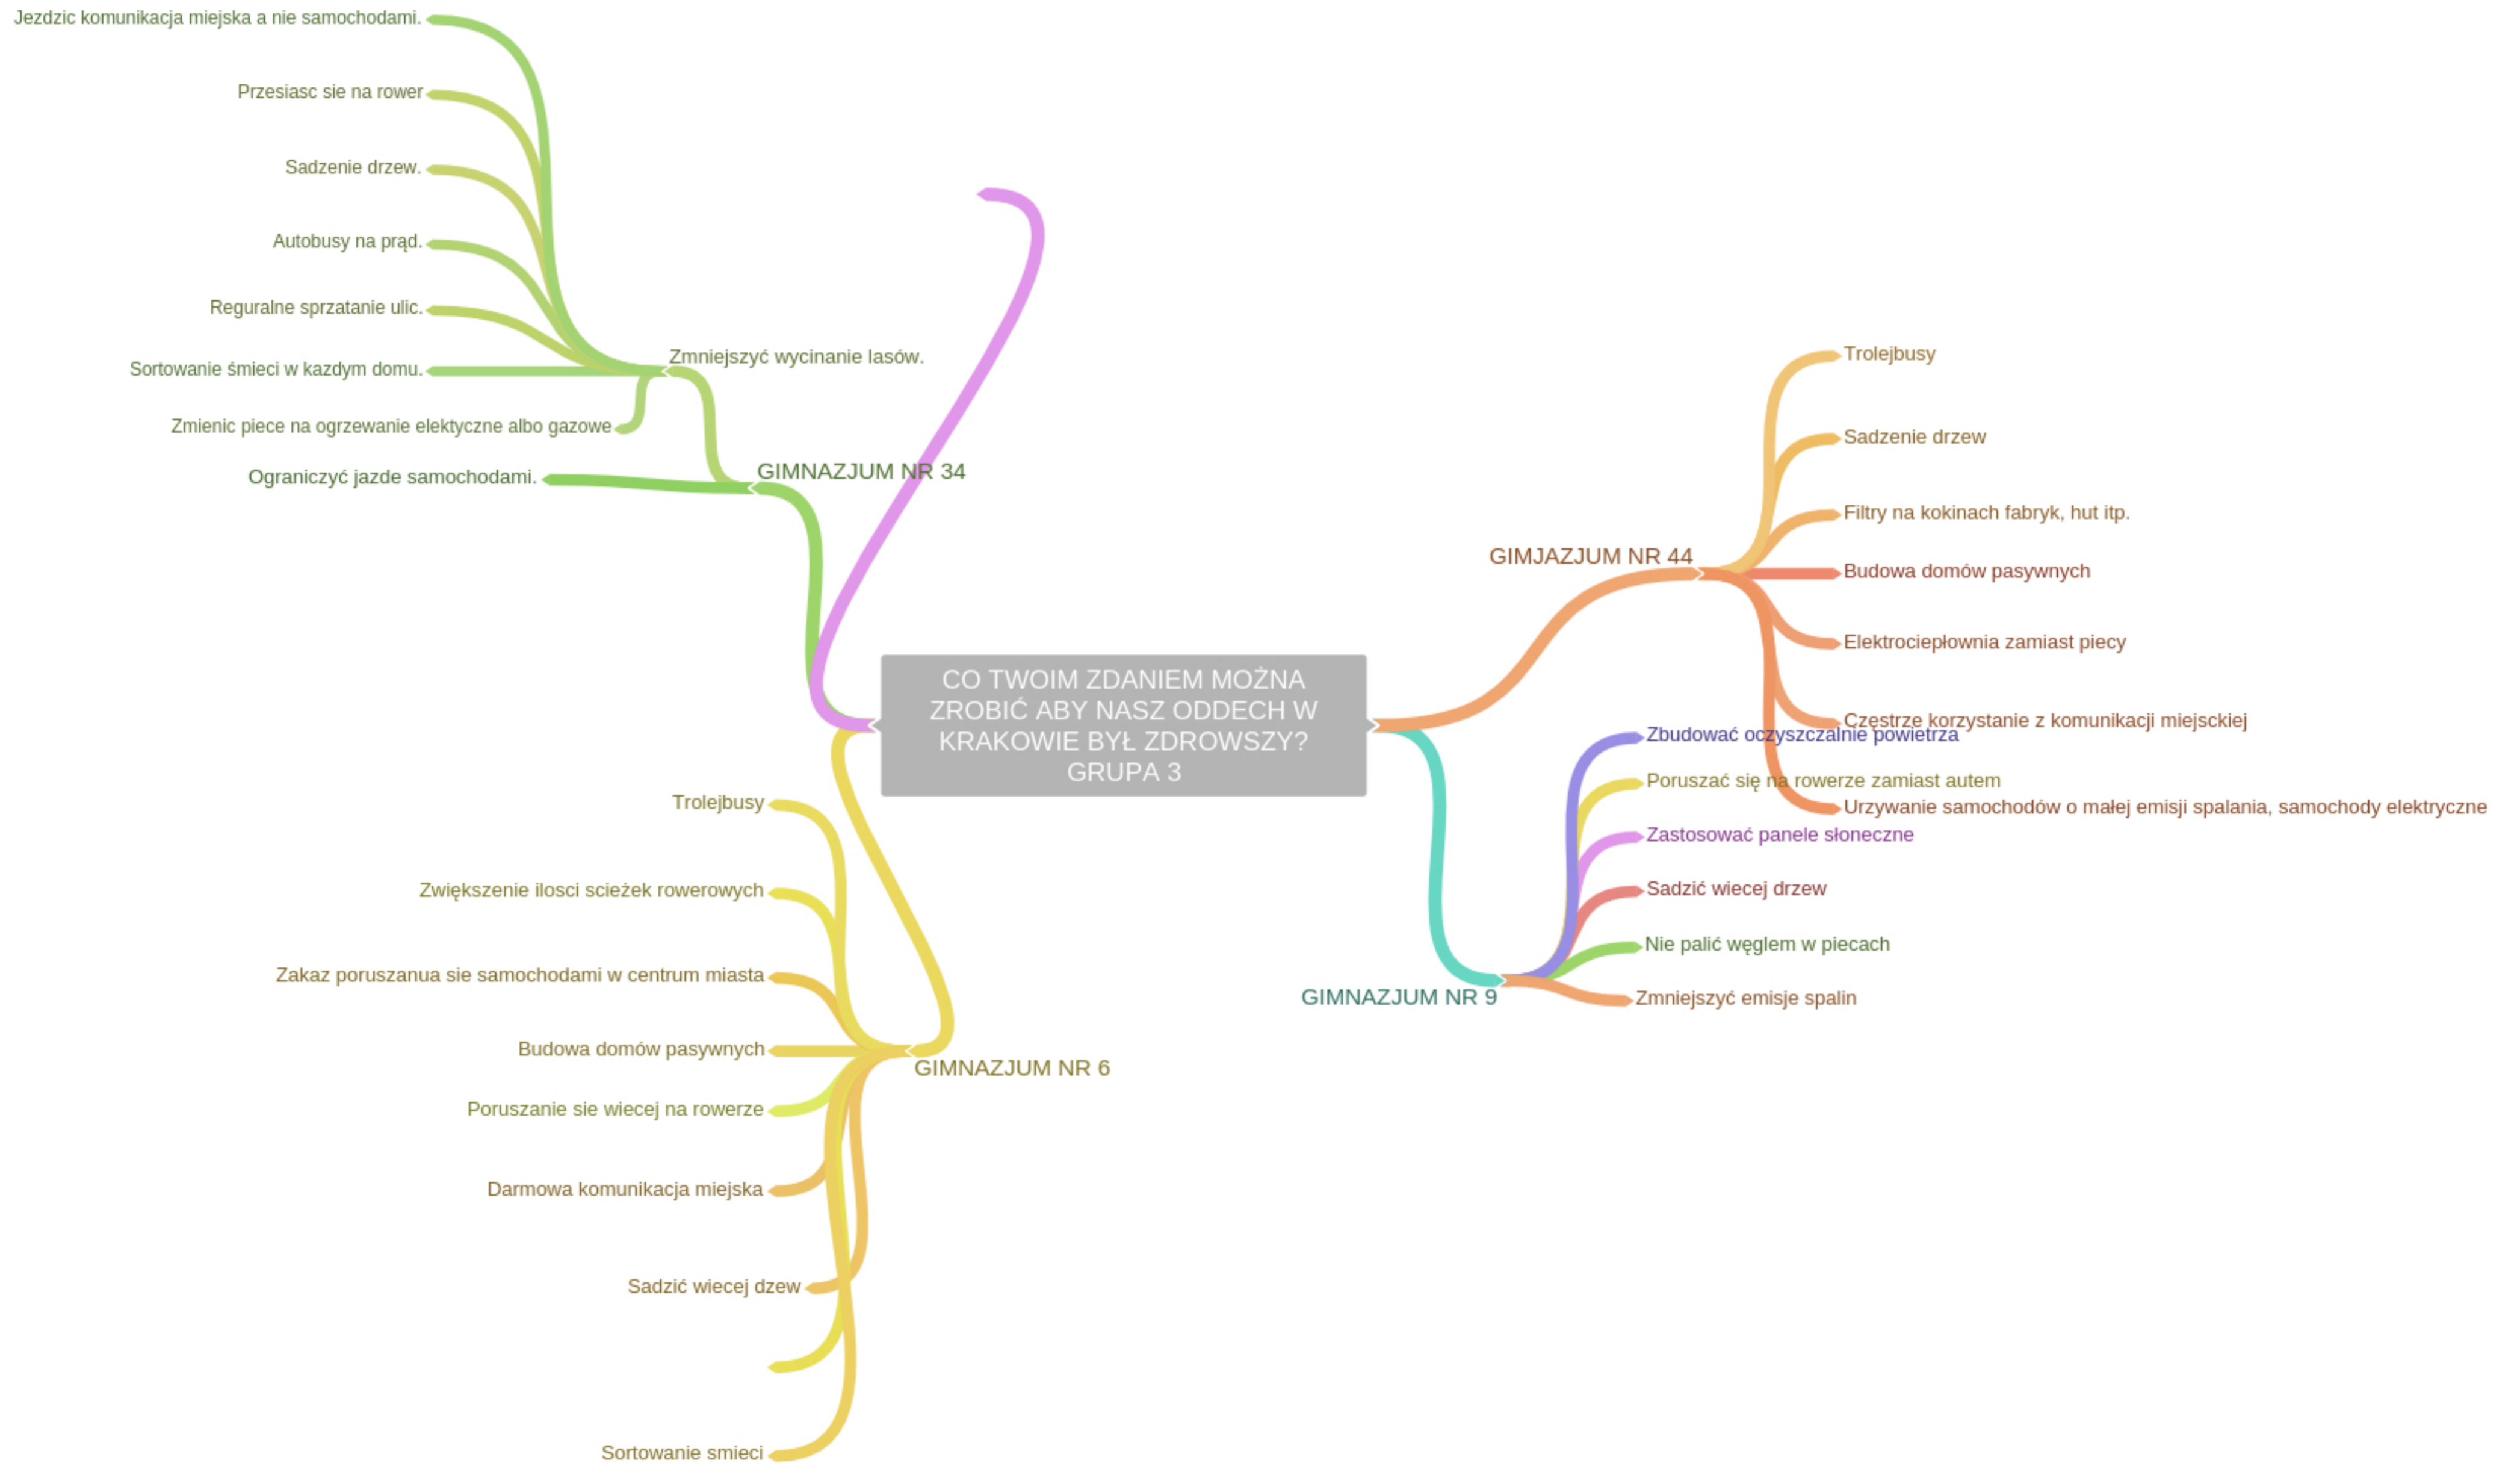 CO TWOIM ZDANIEM MOŻNA
ZROBIĆ ABY NASZ ODDECH W
KRAKOWIE BYŁ ZDROWSZY?
GRUPA 3
GIMNAZJUM NR 34
Zmniejszyć wycinanie lasów.
Jezdzic komunikacja miejska a nie samochodami.
Przesiasc sie na rower
Sadzenie drzew.
Autobusy na prąd.
Reguralne sprzatanie ulic.
Sortowanie śmieci w kazdym domu.
Zmienic piece na ogrzewanie elektyczne albo gazowe
Ograniczyć jazde samochodami.
GIMNAZJUM NR 6
Trolejbusy
Zwiększenie ilosci scieżek rowerowych
Zakaz poruszanua sie samochodami w centrum miasta
Budowa domów pasywnych
Poruszanie sie wiecej na rowerze
Darmowa komunikacja miejska
Sadzić wiecej dzew
Sortowanie smieci
GIMJAZJUM NR 44
Trolejbusy
Sadzenie drzew
Filtry na kokinach fabryk, hut itp.
Budowa domów pasywnych
Elektrociepłownia zamiast piecy
Częstrze korzystanie z komunikacji miejsckiej
Urzywanie samochodów o małej emisji spalania, samochody elektryczne
GIMNAZJUM NR 9
Zbudować oczyszczalnie powietrza
Poruszać się na rowerze zamiast autem
Zastosować panele słoneczne
Sadzić wiecej drzew
Nie palić węglem w piecach
Zmniejszyć emisje spalin